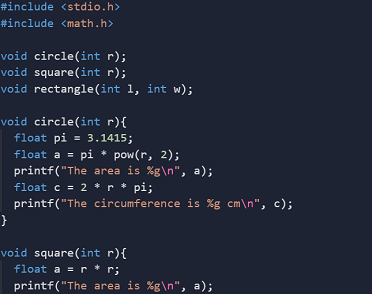 #include <stdio.h>
#include <math.h>

void circle(int r);
void square(int r);
void rectangle(int l, int w);

void circle(int r){
  float pi = 3.1415;
  float a = pi * pow(r, 2);
  printf("The area is %g\n", a);
  float c = 2 * r * pi;
  printf("The circumference is %g cm\n", c);
}

void square(int r){
  float a = r * r;
  printf("The area is %g\n", a);